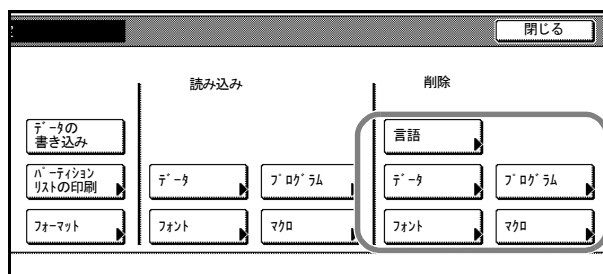 閉じる
読み込み
削除
データの
書き込み
言語
パーティション
リストの印刷
データ
プログラム
データ
プログラム
フォーマット
フォント
マクロ
フォント
マクロ